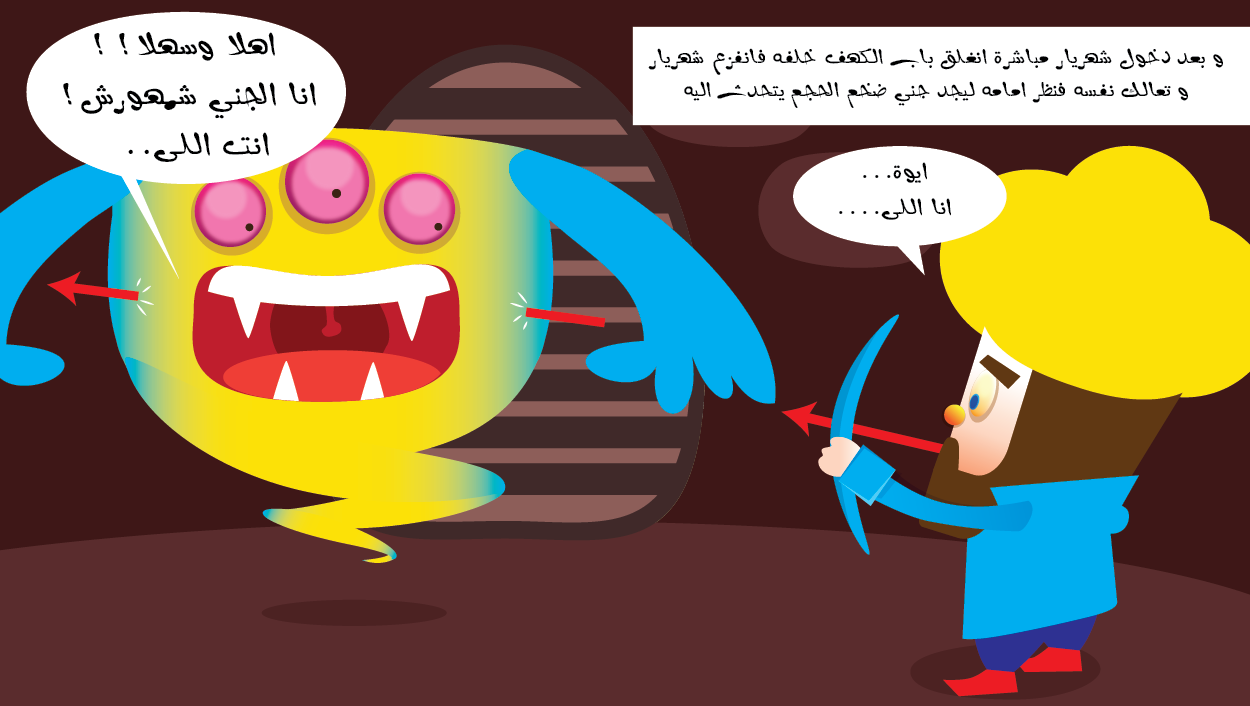 و بعد دخول شهريار مباشرة انغلق باب الكهف خلفه فانفزع شهريار
و تمالك نفسه فنظر امامه ليجد جني ضخم الحجم يتحدث اليه
اهلا وسهلا ! !
انا الجني شمهورش !
انت اللى . .
ايوة . . .
انا اللى . . . .